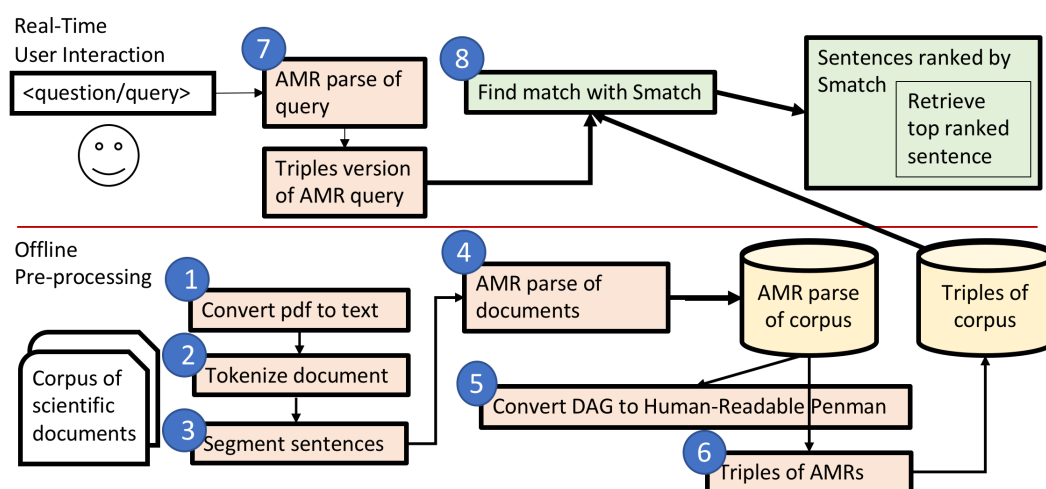 Real-Time
User Interaction
<question/query>
7
AMR parse of
query
Triples version
of AMR query
8
Find match with Smatch
Sentences ranked by
Smatch
Retrieve
top ranked
sentence
Offline
Pre-processing
Corpus of
scientific
documents
1
Convert pdf to text
2
Tokenize document
3
Segment sentences
4
AMR parse of
documents
AMR parse
of corpus
Triples of
corpus
5
Convert DAG to Human-Readable Penman
6
Triples of AMRs